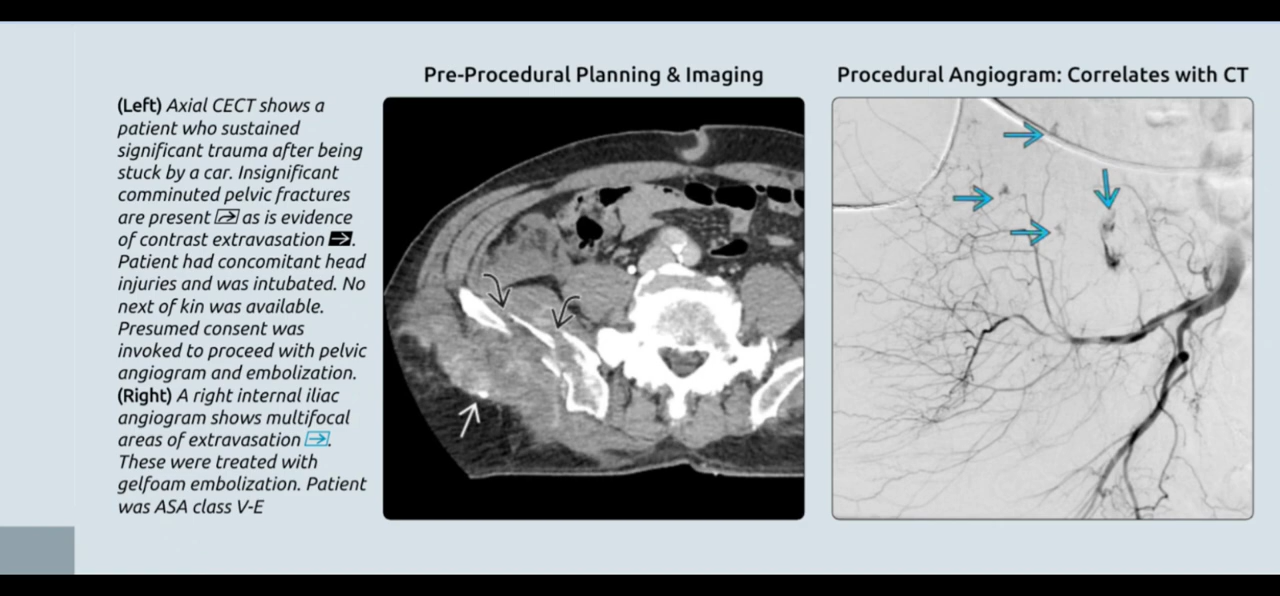 Pre-Procedural Planning & Imaging
Procedural Angiogram: Correlates with CT
(Left) Axial CECT shows a
patient who sustained
significant trauma after being
stuck by a car. Insignificant
comminuted pelvic fractures
are present as is evidence
of contrast extravasation .
Patient had concomitant head
injuries and was intubated. No
next of kin was available.
Presumed consent was
invoked to proceed with pelvic
angiogram and embolization.
(Right) A right internal iliac
angiogram shows multifocal
areas of extravasation .
These were treated with
gelfoam embolization. Patient
was ASA class V-E